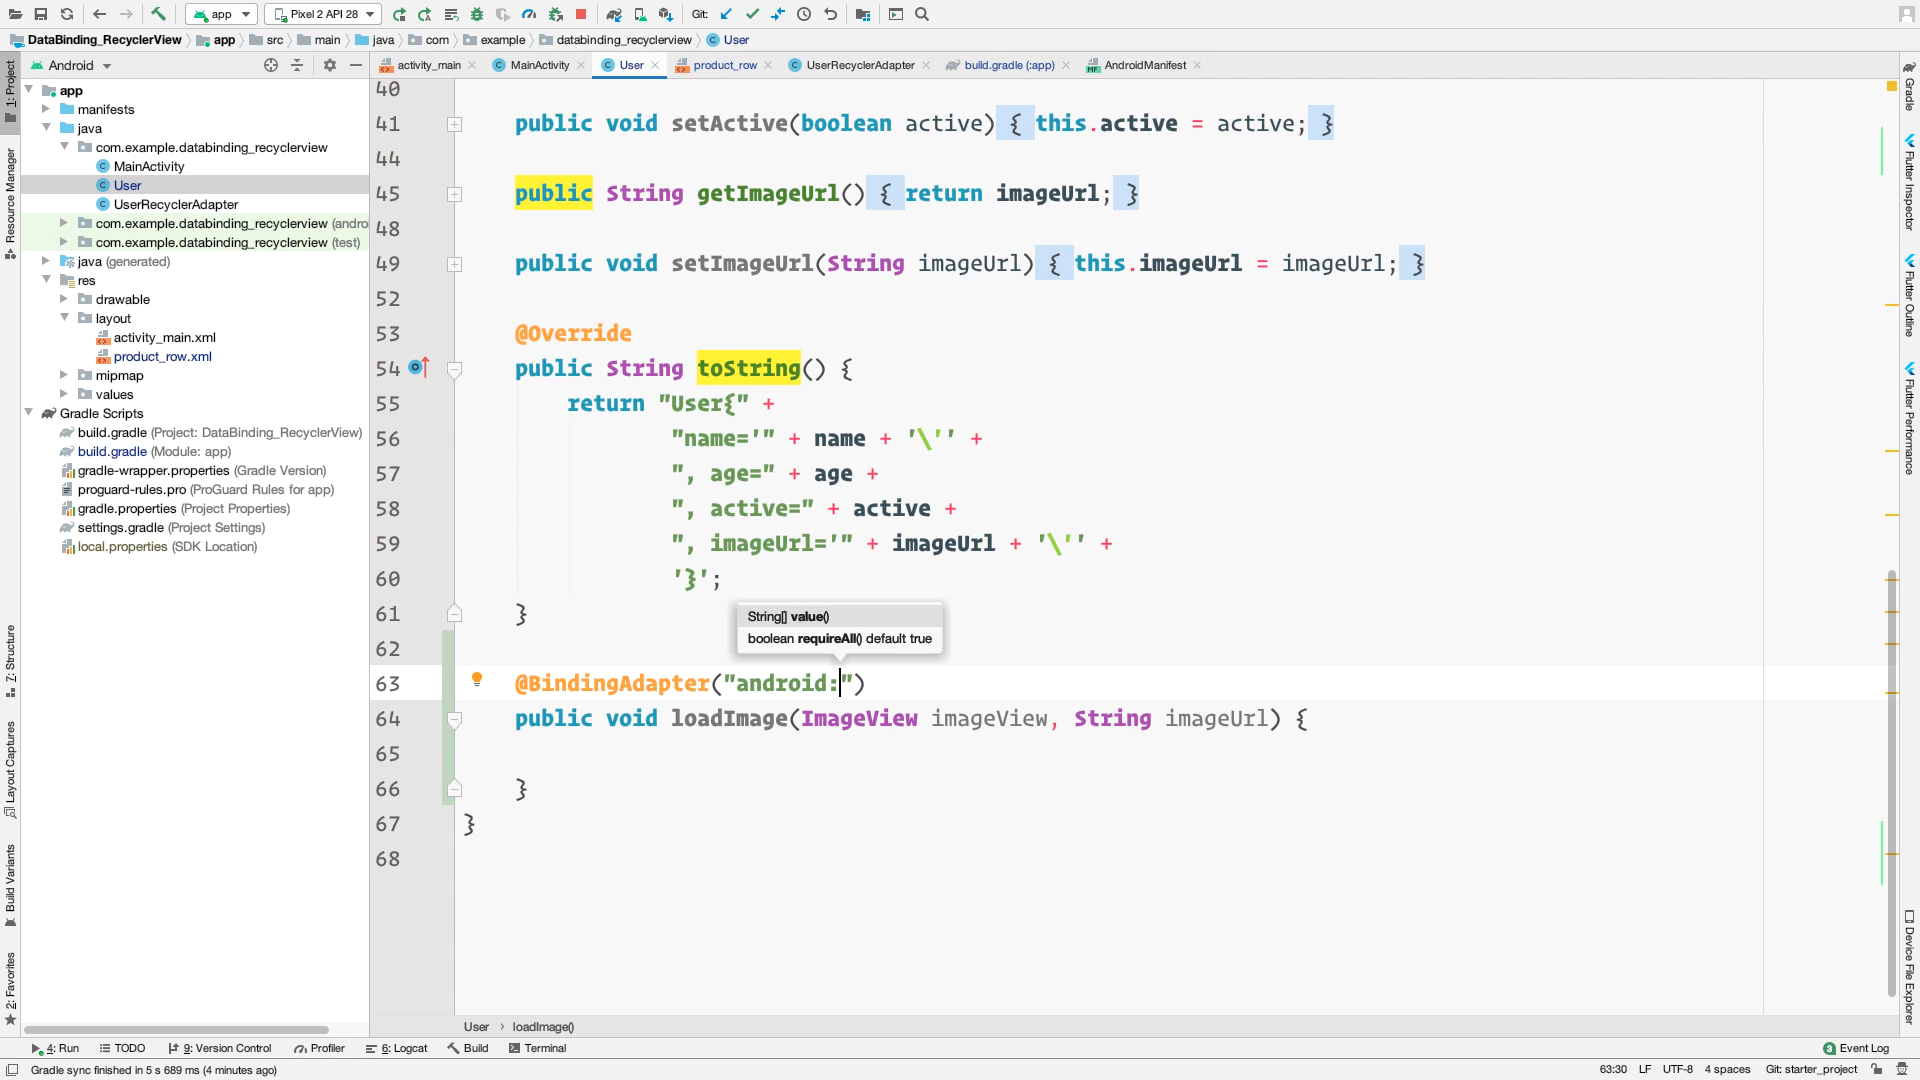 app
Pixel 2 API 28
Git:
DataBinding_RecyclerView
app
src
main
java
com
example
databinding_recyclerview
User
Android
activity_main
MainActivity
User
product_row
UserRecyclerAdapter
build.gradle (:app)
AndroidManifest
1: Project
Resource Manager
7: Structure
Layout Captures
Build Variants
2: Favorites
app
manifests
java
com.example.databinding_recyclerview
MainActivity
User
UserRecyclerAdapter
com.example.databinding_recyclerview (andro
com.example.databinding_recyclerview (test)
java (generated)
res
drawable
layout
activity_main.xml
product_row.xml
mipmap
values
Gradle Scripts
build.gradle (Project: DataBinding_RecyclerView)
build.gradle (Module: app)
gradle-wrapper.properties (Gradle Version)
proguard-rules.pro (ProGuard Rules for app)
gradle.properties (Project Properties)
settings.gradle (Project Settings)
local.properties (SDK Location)
40
41 public void setActive(boolean active) { this.active = active; }
44
45 public String getImageUrl() { return imageUrl; }
48
49 public void setImageUrl(String imageUrl) { this.imageUrl = imageUrl; }
52
53 @Override
54 public String toString() {
55 return "User{" +
56 "name='" + name + '\'' +
57 ", age=" + age +
58 ", active=" + active +
59 ", imageUrl='" + imageUrl + '\'' +
60 '}';
61 }
String[] value()
boolean requireAll() default true
62
63 @BindingAdapter("android:")
64 public void loadImage(ImageView imageView, String imageUrl) {
65
66 }
67 }
68
User › loadImage()
Gradle
Flutter Inspector
Flutter Outline
Flutter Performance
Device File Explorer
4: Run
TODO
9: Version Control
Profiler
6: Logcat
Build
Terminal
3 Event Log
Gradle sync finished in 5 s 689 ms (4 minutes ago)
63:30 LF UTF-8 4 spaces Git: starter_project